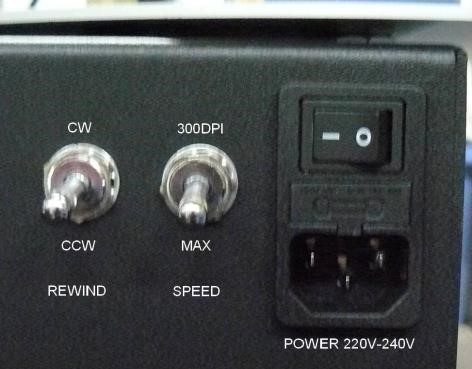 CW
300DPI
CCW
MAX
REWIND
SPEED
POWER 220V-240V